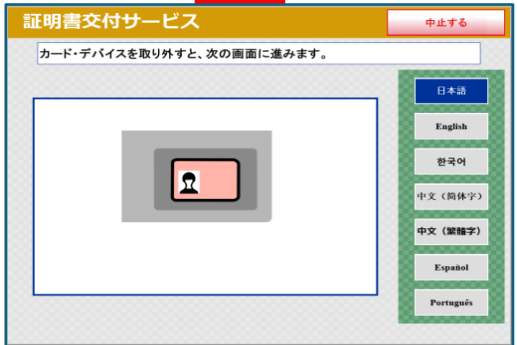 証明書交付サービス
中止する
カード・デバイスを取り外すと、次の画面に進みます。
日本語
English
한국어
中文（简体字）
中文（繁體字）
Español
Português